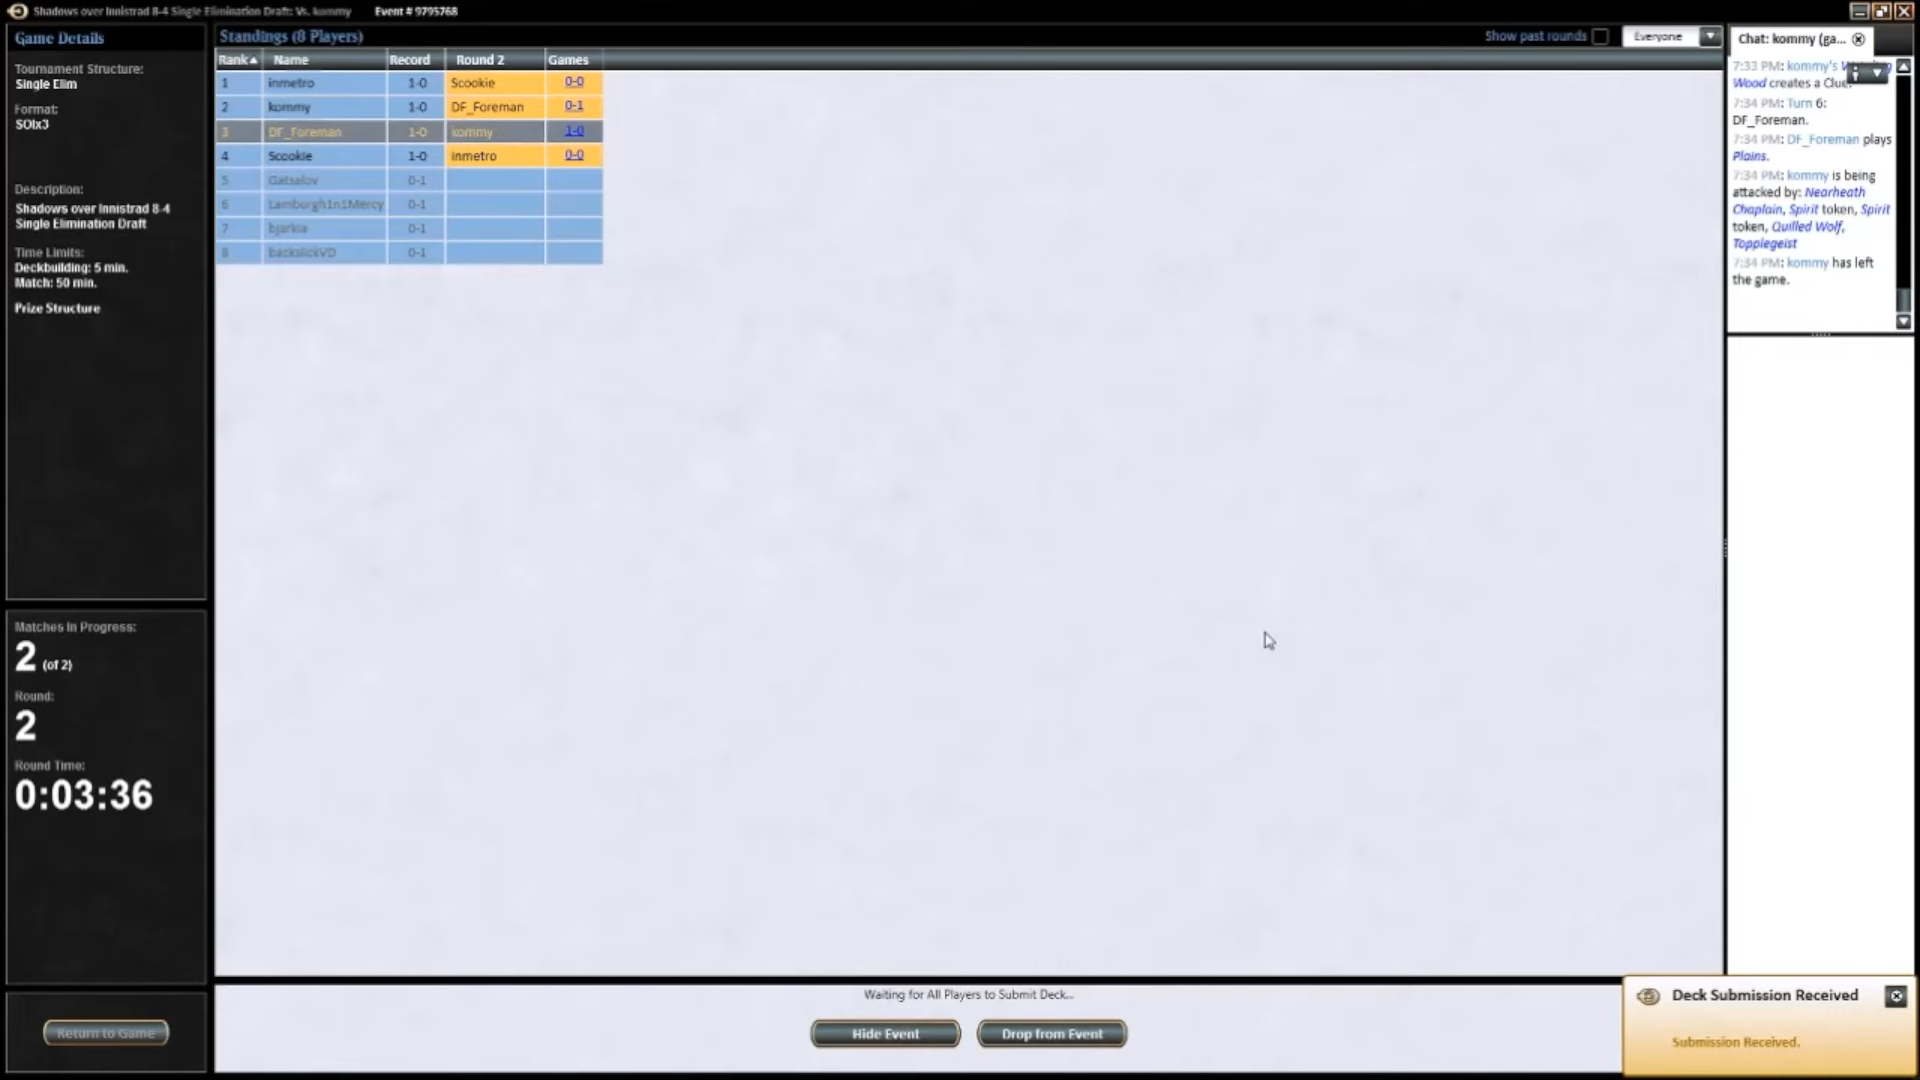 Shadows over Innistrad 8-4 Single Elimination Draft: Vs. kommy Event # 9795768
Game Details
Tournament Structure:
Single Elim
Format:
SOIx3
Description:
Shadows over Innistrad 8-4
Single Elimination Draft
Time Limits:
Deckbuilding: 5 min.
Match: 50 min.
Prize Structure
Matches In Progress:
2 (of 2)
Round:
2
Round Time:
0:03:36
Return to Game
Standings (8 Players)
Show past rounds Everyone
Rank Name Record Round 2 Games
1 inmetro 1-0 Scookie 0-0
2 kommy 1-0 DF_Foreman 0-1
3 DF_Foreman 1-0 kommy 1-0
4 Scookie 1-0 inmetro 0-0
5 Gatsalov 0-1
6 Lamborgh1n1Mercy 0-1
7 bjarkia 0-1
8 backslickVD 0-1
Waiting for All Players to Submit Deck...
Hide Event Drop from Event
Chat: kommy (ga...
7:33 PM: kommy's
Wood creates a Clue.
7:34 PM: Turn 6:
DF_Foreman.
7:34 PM: DF_Foreman plays
Plains.
7:34 PM: kommy is being
attacked by: Nearheath
Chaplain, Spirit token, Spirit
token, Quilled Wolf,
Topplegeist
7:34 PM: kommy has left
the game.
Deck Submission Received
Submission Received.